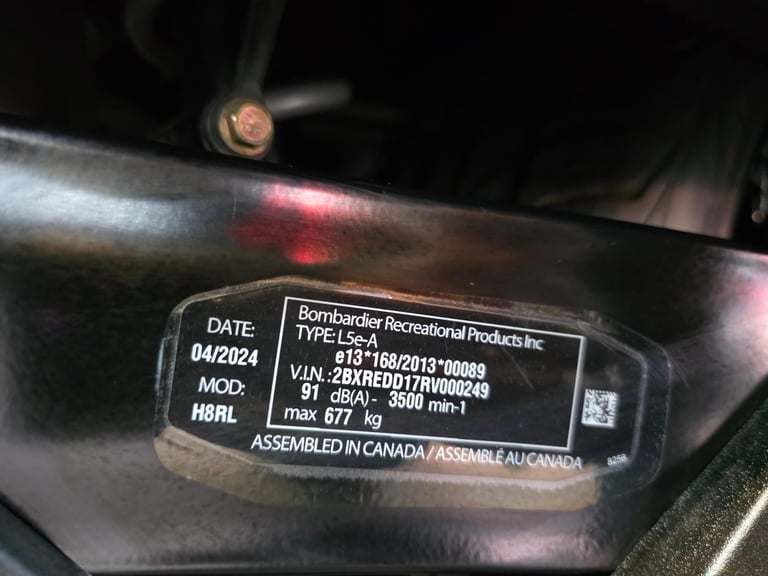 DATE:
04/2024
MOD:
H8RL
Bombardier Recreational Products Inc
TYPE: L5e-A
e13*168/2013*00089
V.I.N.:2BXREDD17RV000249
91 dB(A)- 3500 min-1
max 677 kg
ASSEMBLED IN CANADA / ASSEMBLÉ AU CANADA
825B